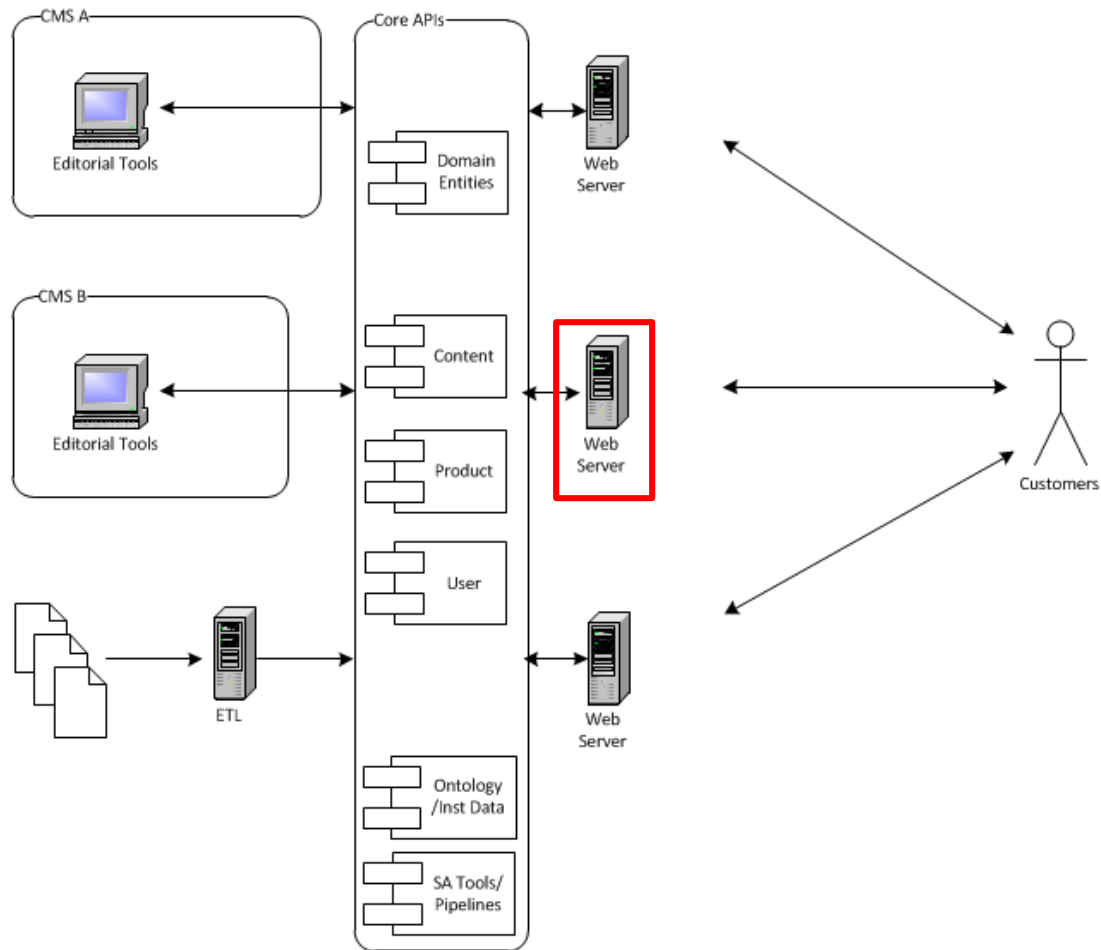 CMS A
Editorial Tools
Core APIs
Domain
Entities
Web
Server
CMS B
Editorial Tools
Content
Web
Server
Product
Customers
User
ETL
Web
Server
Ontology
/Inst Data
SA Tools/
Pipelines